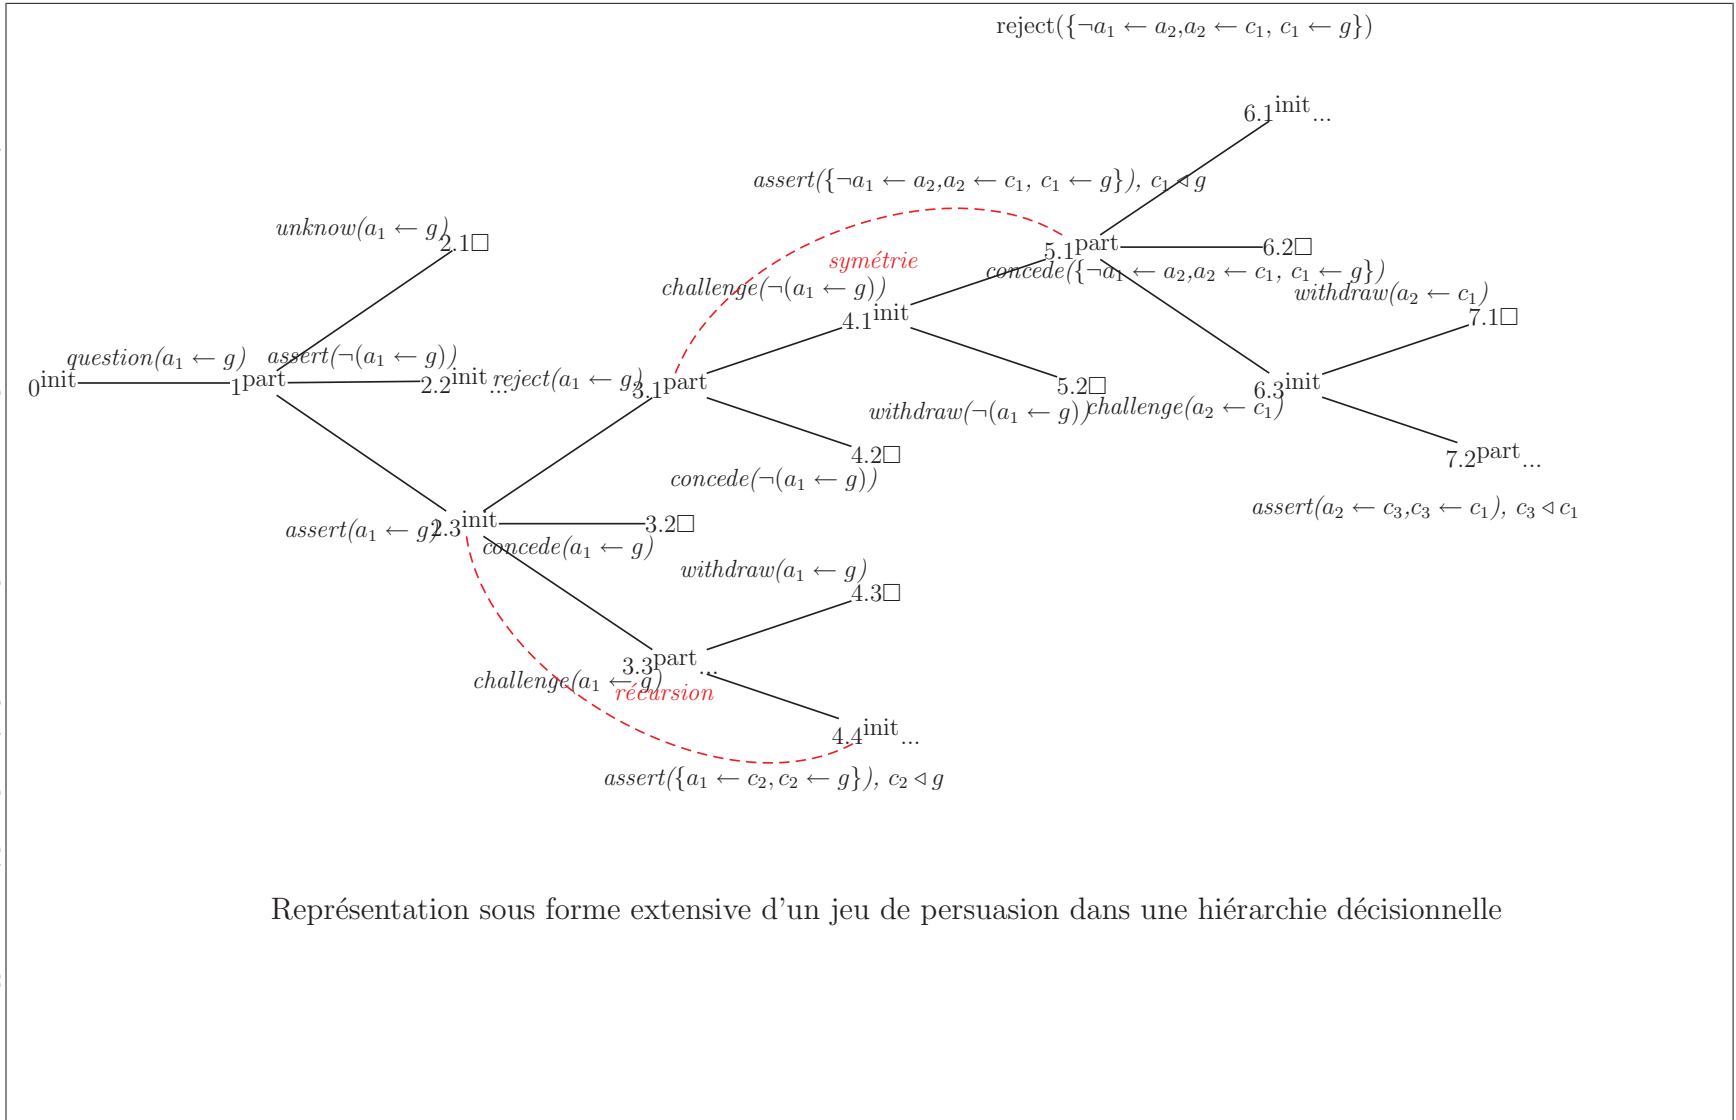 reject({¬a₁ ← a₂,a₂ ← c₁, c₁ ← g})
6.1init...
assert({¬a₁ ← a₂,a₂ ← c₁, c₁ ← g}), c₁ ◁ g
unknow(a₁ ← g)
2.1□
5.1part
6.2□
symétrie
concede({¬a₁ ← a₂,a₂ ← c₁, c₁ ← g})
challenge(¬(a₁ ← g))
withdraw(a₂ ← c₁)
4.1init
7.1□
question(a₁ ← g)
assert(¬(a₁ ← g))
0init
1part
2.2init...
reject(a₁ ← g)
3.1part
5.2□
6.3init
withdraw(¬(a₁ ← g))
challenge(a₂ ← c₁)
4.2□
7.2part...
concede(¬(a₁ ← g))
assert(a₂ ← c₃,c₃ ← c₁), c₃ ◁ c₁
assert(a₁ ← g)
2.3init
3.2□
concede(a₁ ← g)
withdraw(a₁ ← g)
4.3□
3.3part...
challenge(a₁ ← g)
récursion
4.4init...
assert({a₁ ← c₂, c₂ ← g}), c₂ ◁ g
Représentation sous forme extensive d'un jeu de persuasion dans une hiérarchie décisionnelle